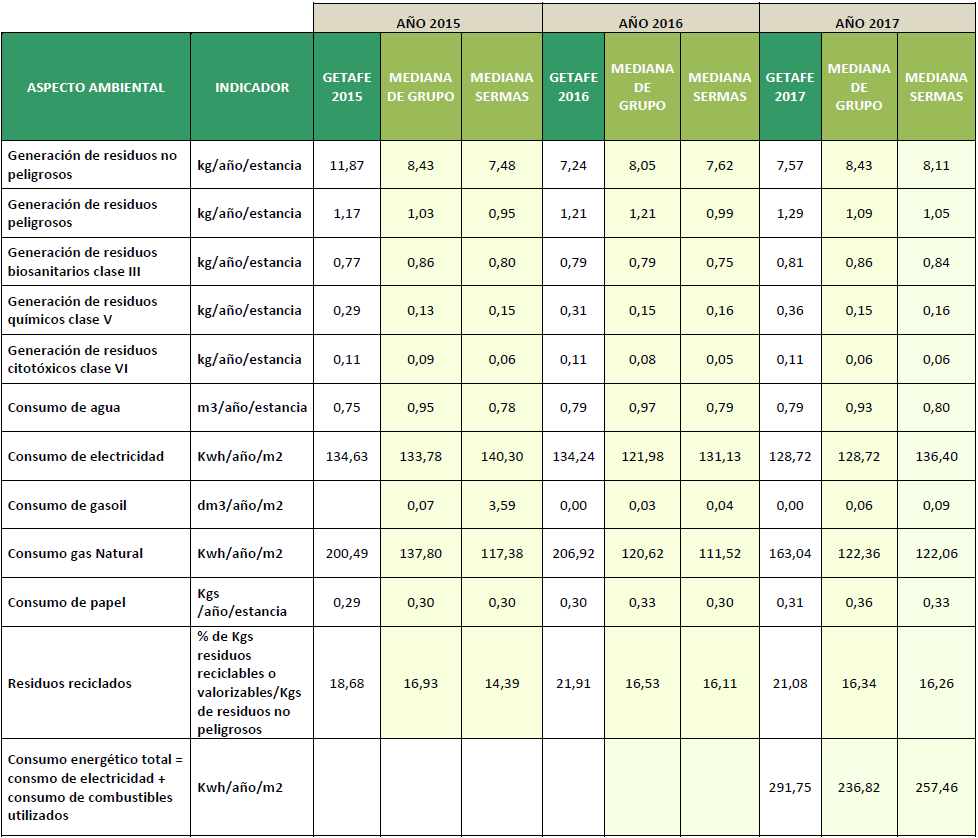 AÑO 2015 AÑO 2016 AÑO 2017
ASPECTO AMBIENTAL INDICADOR GETAFE 2015 MEDIANA DE GRUPO MEDIANA SERMAS GETAFE 2016 MEDIANA DE GRUPO MEDIANA SERMAS GETAFE 2017 MEDIANA DE GRUPO MEDIANA SERMAS
Generación de residuos no
peligrosos
kg/año/estancia 11,87 8,43 7,48 7,24 8,05 7,62 7,57 8,43 8,11
Generación de residuos
peligrosos
kg/año/estancia 1,17 1,03 0,95 1,21 1,21 0,99 1,29 1,09 1,05
Generación de residuos
biosanitarios clase III
kg/año/estancia 0,77 0,86 0,80 0,79 0,79 0,75 0,81 0,86 0,84
Generación de residuos
químicos clase V
kg/año/estancia 0,29 0,13 0,15 0,31 0,15 0,16 0,36 0,15 0,16
Generación de residuos
citotóxicos clase VI
kg/año/estancia 0,11 0,09 0,06 0,11 0,08 0,05 0,11 0,06 0,06
Consumo de agua m3/año/estancia 0,75 0,95 0,78 0,79 0,97 0,79 0,79 0,93 0,80
Consumo de electricidad Kwh/año/m2 134,63 133,78 140,30 134,24 121,98 131,13 128,72 128,72 136,40
Consumo de gasoil dm3/año/m2 0,07 3,59 0,00 0,03 0,04 0,00 0,06 0,09
Consumo gas Natural Kwh/año/m2 200,49 137,80 117,38 206,92 120,62 111,52 163,04 122,36 122,06
Consumo de papel
Kgs
/año/estancia
0,29 0,30 0,30 0,30 0,33 0,30 0,31 0,36 0,33
Residuos reciclados
% de Kgs
residuos
reciclables o
valorizables/Kgs
de residuos no
peligrosos
18,68 16,93 14,39 21,91 16,53 16,11 21,08 16,34 16,26
Consumo energético total =
consmo de electricidad +
consumo de combustibles
utilizados
Kwh/año/m2 291,75 236,82 257,46